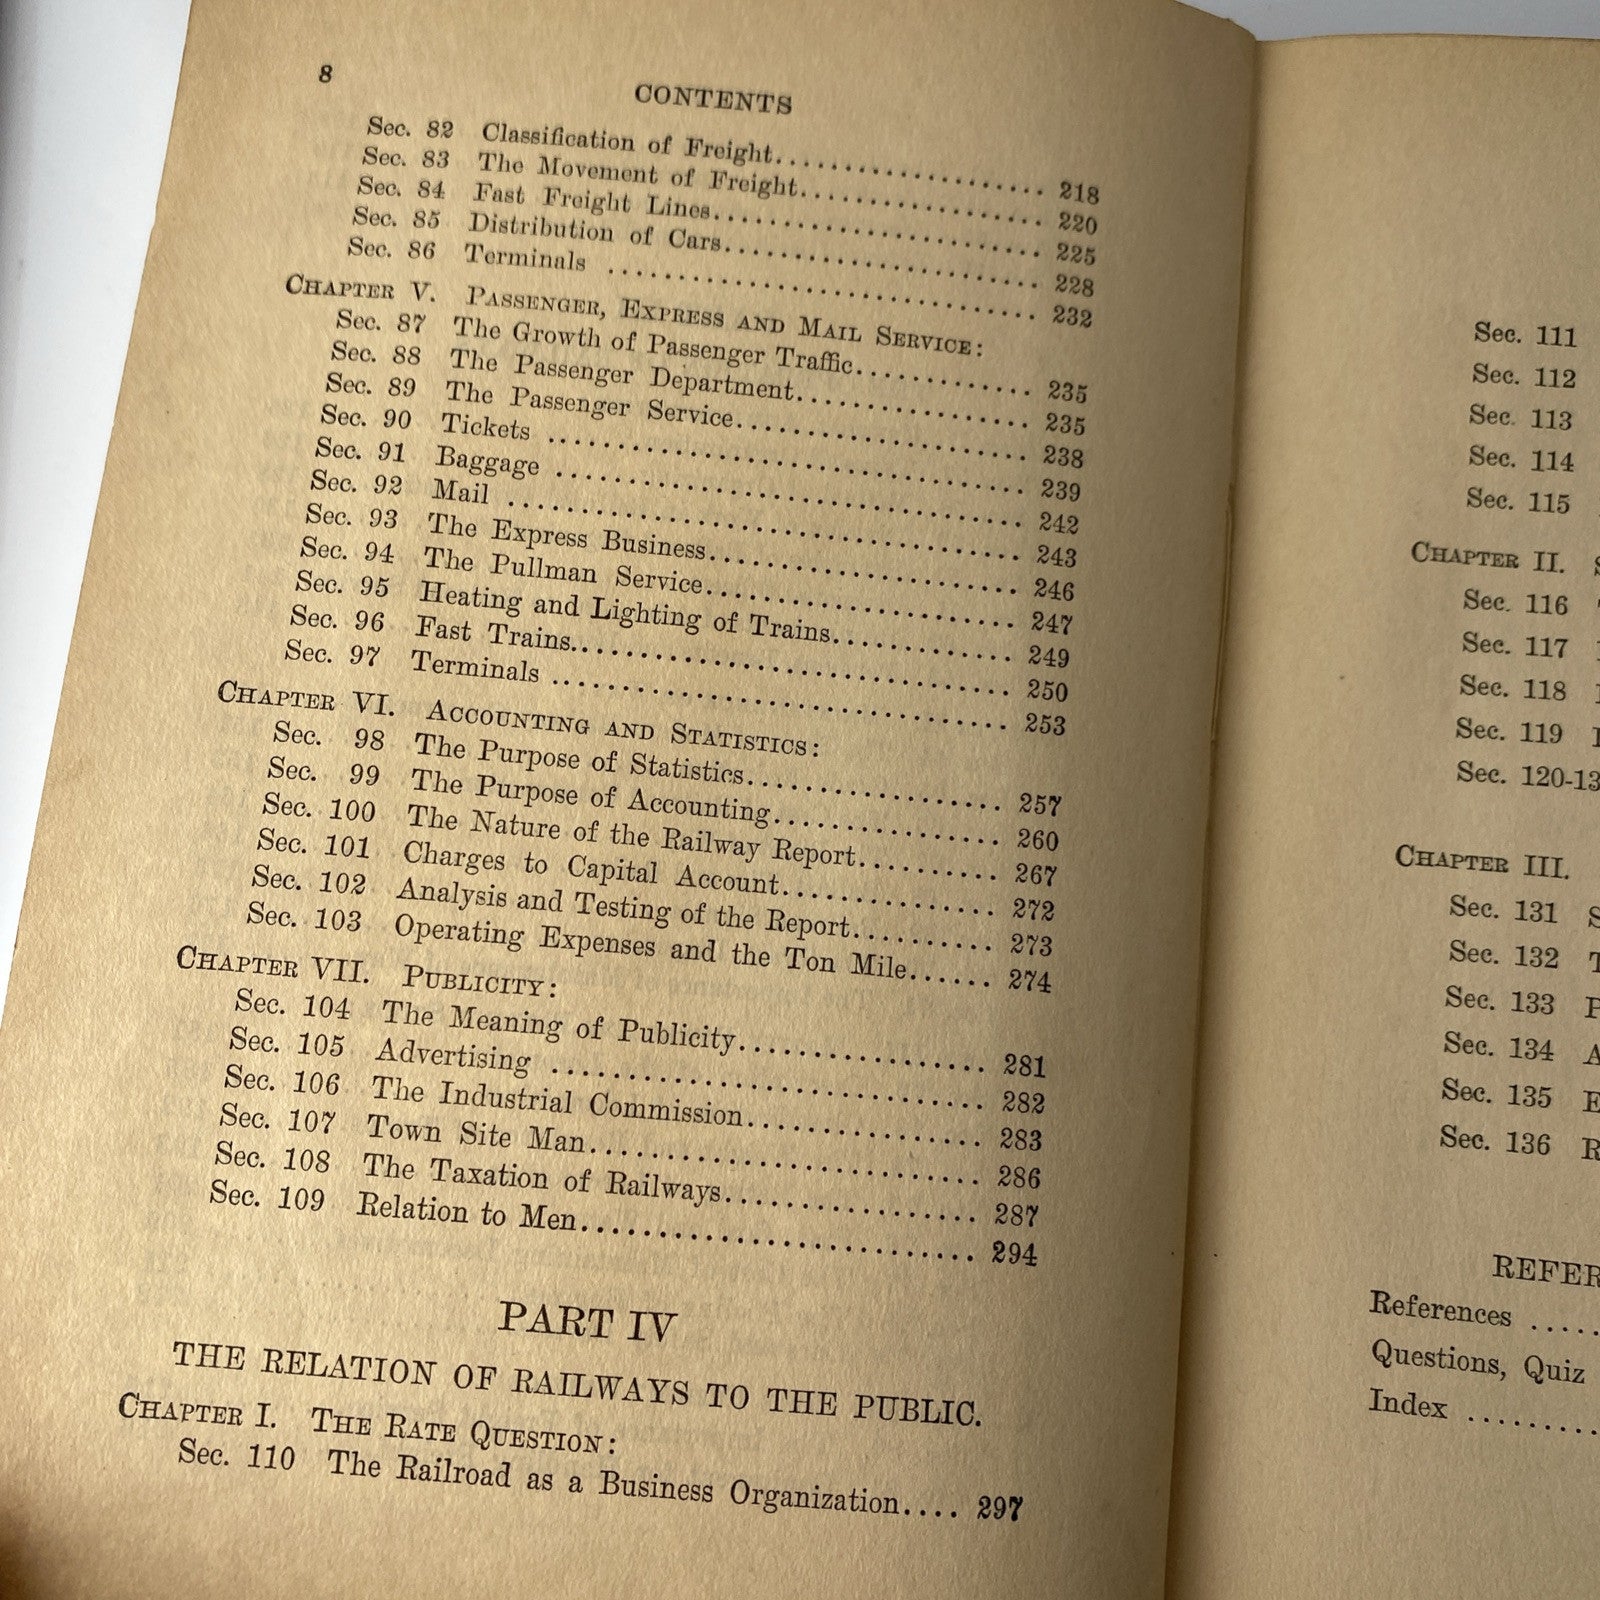 8
CONTENTS
Sec. 82 Classification of Freight................... 218
Sec. 83 The Movement of Freight................. 220
Sec. 84 Fast Freight Lines....................... 225
Sec. 85 Distribution of Cars...................... 228
Sec. 86 Terminals .............................. 232
CHAPTER V. PASSENGER, EXPRESS AND MAIL SERVICE:
Sec. 87 The Growth of Passenger Traffic............ 235
Sec. 88 The Passenger Department................ 235
Sec. 89 The Passenger Service.................... 238
Sec. 90 Tickets ................................ 239
Sec. 91 Baggage ............................... 242
Sec. 92 Mail .................................. 243
Sec. 93 The Express Business..................... 246
Sec. 94 The Pullman Service..................... 247
Sec. 95 Heating and Lighting of Trains............ 249
Sec. 96 Fast Trains.............................. 250
Sec. 97 Terminals .............................. 253
CHAPTER VI. ACCOUNTING AND STATISTICS:
Sec. 98 The Purpose of Statistics................. 257
Sec. 99 The Purpose of Accounting............... 260
Sec. 100 The Nature of the Railway Report......... 267
Sec. 101 Charges to Capital Account.............. 272
Sec. 102 Analysis and Testing of the Report.......... 273
Sec. 103 Operating Expenses and the Ton Mile...... 274
CHAPTER VII. PUBLICITY:
Sec. 104 The Meaning of Publicity................ 281
Sec. 105 Advertising ............................ 282
Sec. 106 The Industrial Commission................ 283
Sec. 107 Town Site Man......................... 286
Sec. 108 The Taxation of Railways................. 287
Sec. 109 Relation to Men......................... 294
PART IV
THE RELATION OF RAILWAYS TO THE PUBLIC.
CHAPTER I. THE RATE QUESTION:
Sec. 110 The Railroad as a Business Organization.... 297
Sec. 111
Sec. 112
Sec. 113
Sec. 114
Sec. 115
CHAPTER II.
Sec. 116
Sec. 117
Sec. 118
Sec. 119
Sec. 120-13
CHAPTER III.
Sec. 131
Sec. 132
Sec. 133
Sec. 134
Sec. 135
Sec. 136
REFER
References .....
Questions, Quiz
Index .........